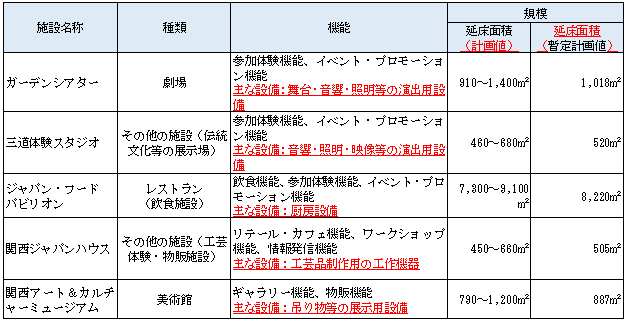 施設名称 種類 機能 規模
延床面積 延床面積
（計画値） （暫定計画値）
ガーデンシアター 劇場 参加体験機能、イベント・プロモーション機能 910～1,400㎡ 1,018㎡
主な設備：舞台・音響・照明等の演出用設備
三道体験スタジオ その他の施設（伝統文化等の展示場） 参加体験機能、イベント・プロモーション機能 460～680㎡ 520㎡
主な設備：音響・照明・映像等の演出用設備
ジャパン・フードパビリオン レストラン（飲食施設） 飲食機能、参加体験機能、イベント・プロモーション機能 7,300～9,100㎡ 8,220㎡
主な設備：厨房設備
関西ジャパンハウス その他の施設（工芸体験・物販施設） リテール・カフェ機能、ワークショップ機能、情報発信機能 450～660㎡ 505㎡
主な設備：工芸品制作用の工作機器
関西アート＆カルチャーミュージアム 美術館 ギャラリー機能、物販機能 790～1,200㎡ 887㎡
主な設備：吊り物等の展示用設備